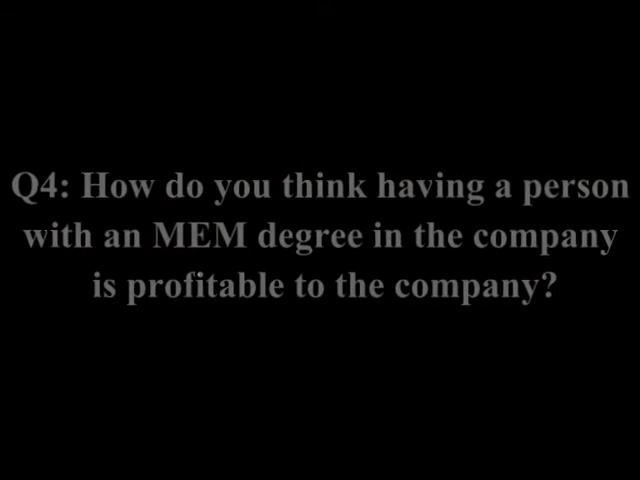 Q4: How do you think having a person
with an MEM degree in the company
is profitable to the company?